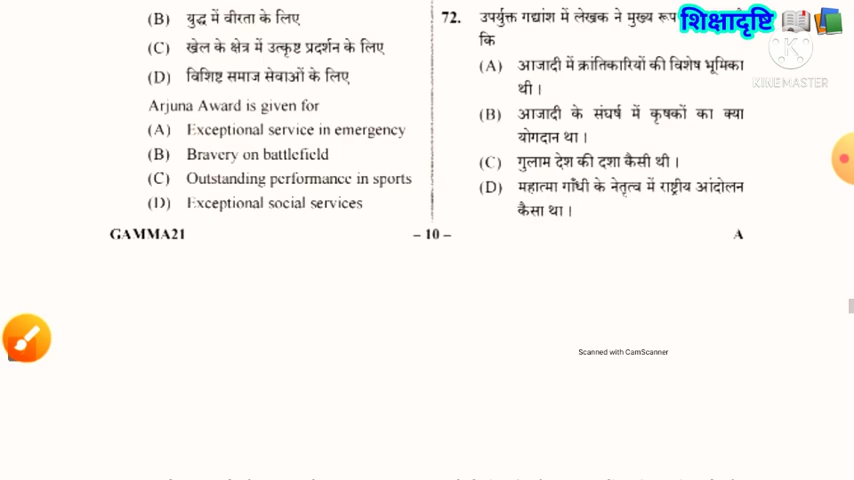 (B) युद्ध में वीरता के लिए
(C) खेल के क्षेत्र में उत्कृष्ट प्रदर्शन के लिए
(D) विशिष्ट समाज सेवाओं के लिए
Arjuna Award is given for
(A) Exceptional service in emergency
(B) Bravery on battlefield
(C) Outstanding performance in sports
(D) Exceptional social services
72. उपर्युक्त गद्यांश में लेखक ने मुख्य रूप
कि
(A) आजादी में क्रांतिकारियों की विशेष भूमिका
थी ।
(B) आजादी के संघर्ष में कृषकों का क्या
योगदान था ।
(C) गुलाम देश की दशा कैसी थी ।
(D) महात्मा गाँधी के नेतृत्व में राष्ट्रीय आंदोलन
कैसा था ।
शिक्षादृष्टि
K
KINEMASTER
GAMMA21 – 10 – A
Scanned with CamScanner